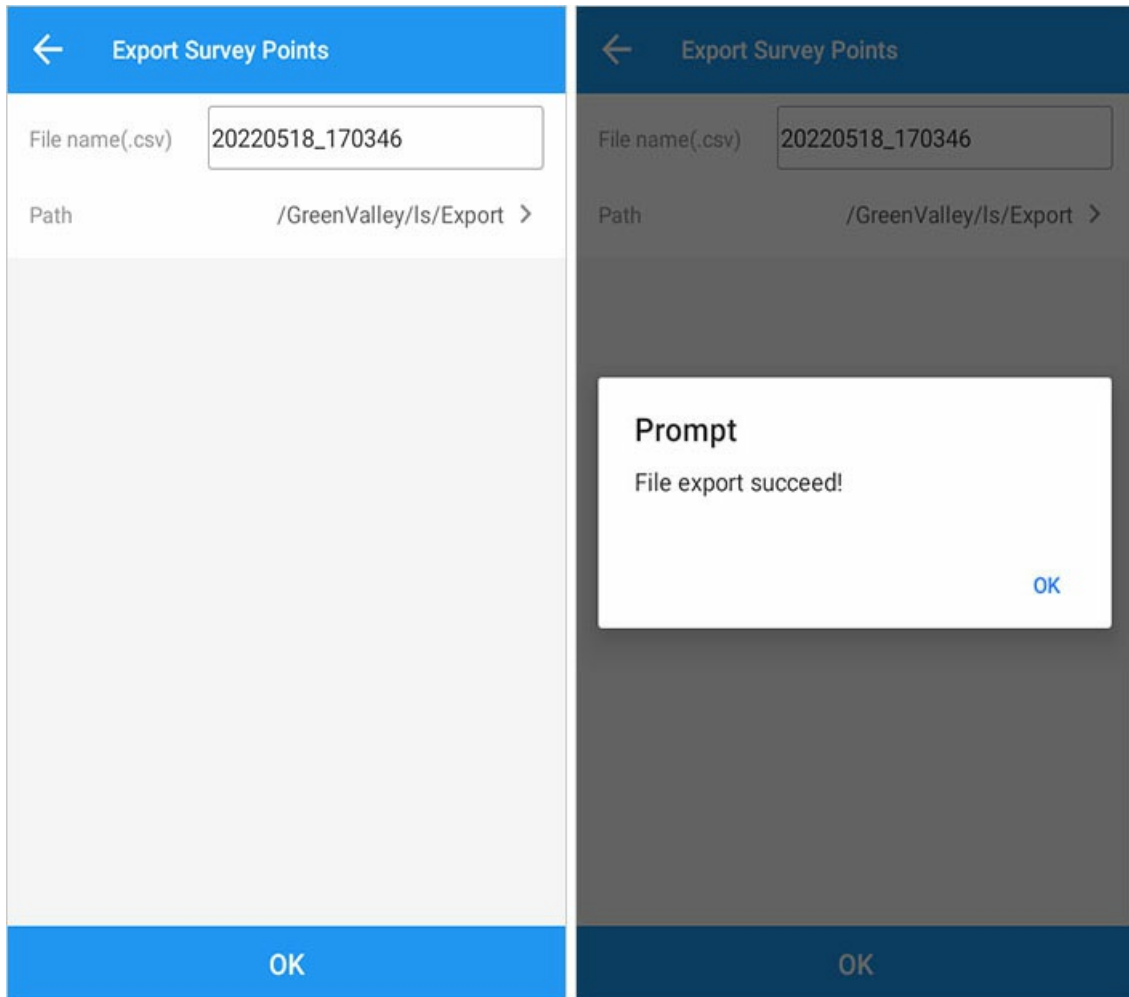 Export Survey Points
File name(.csv) 20220518_170346
Path /GreenValley/ls/Export >
OK
Export Survey Points
File name(.csv) 20220518_170346
Path /GreenValley/ls/Export >
Prompt
File export succeed!
OK
OK